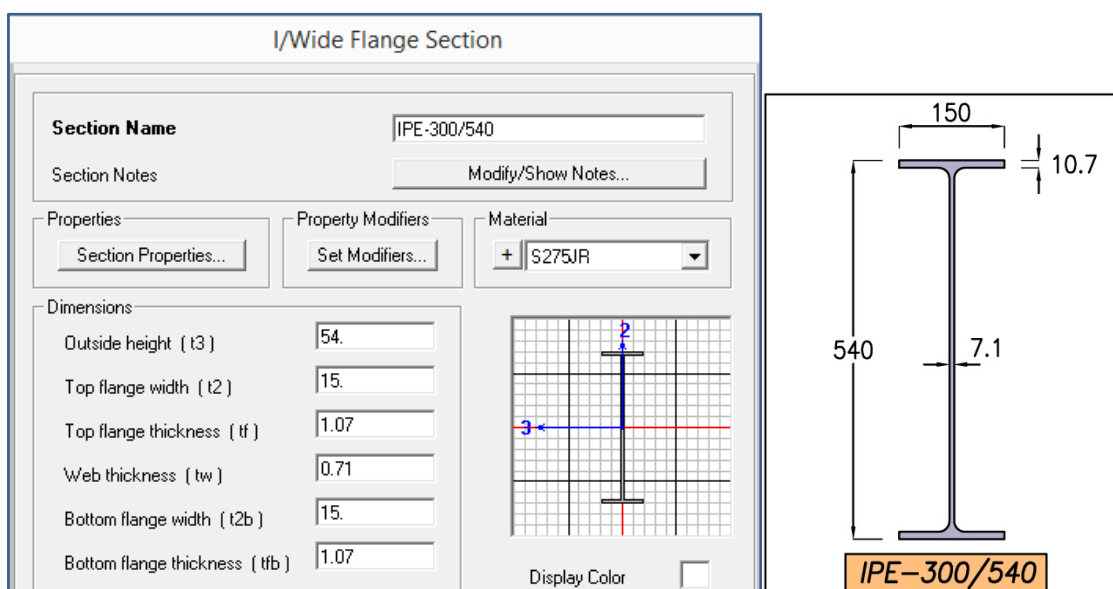 I/Wide Flange Section
Section Name
IPE-300/540
Section Notes
Modify/Show Notes...
Properties
Section Properties...
Property Modifiers
Set Modifiers...
Material
+
S275JR
Dimensions
Outside height ( t3 )
54.
Top flange width ( t2 )
15.
Top flange thickness ( tf )
1.07
Web thickness ( tw )
0.71
Bottom flange width ( t2b )
15.
Bottom flange thickness ( tfb )
1.07
2
3
Display Color
150
10.7
540
7.1
IPE-300/540